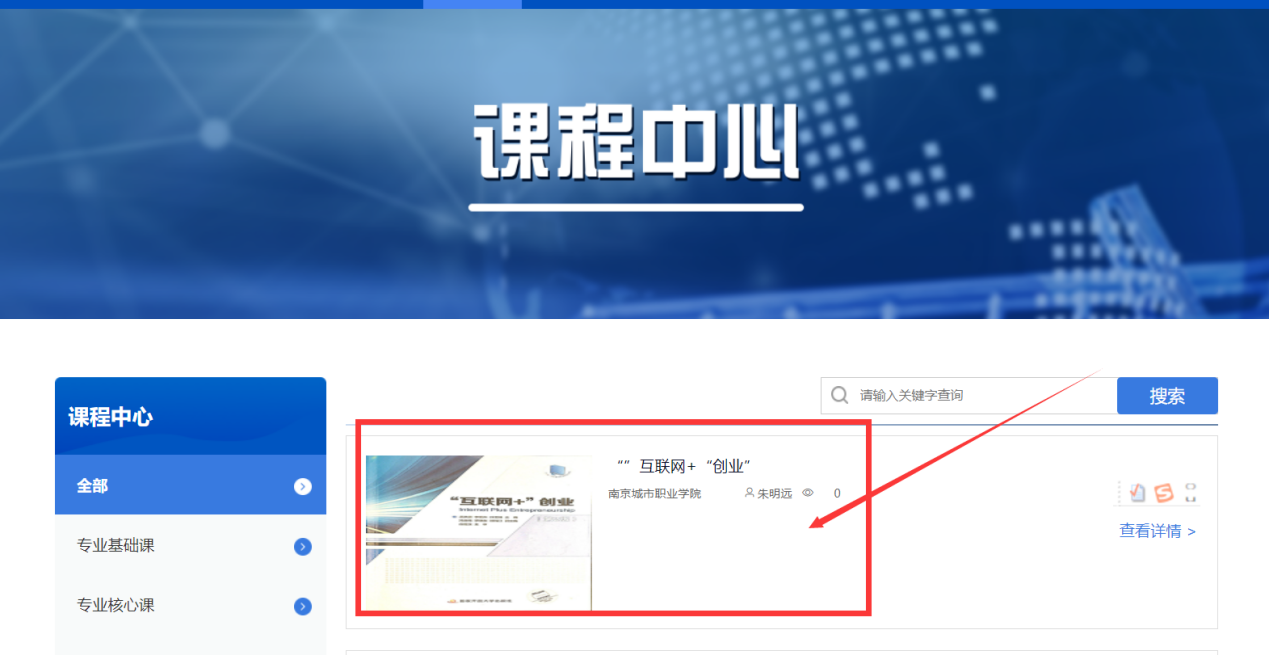 课程中心
课程中心
全部
专业基础课
专业核心课
请输入关键字查询
搜索
“” 互联网+ “创业”
南京城市职业学院 朱明远 0
查看详情 >
“互联网+” 创业
Internet Plus Entrepreneurship